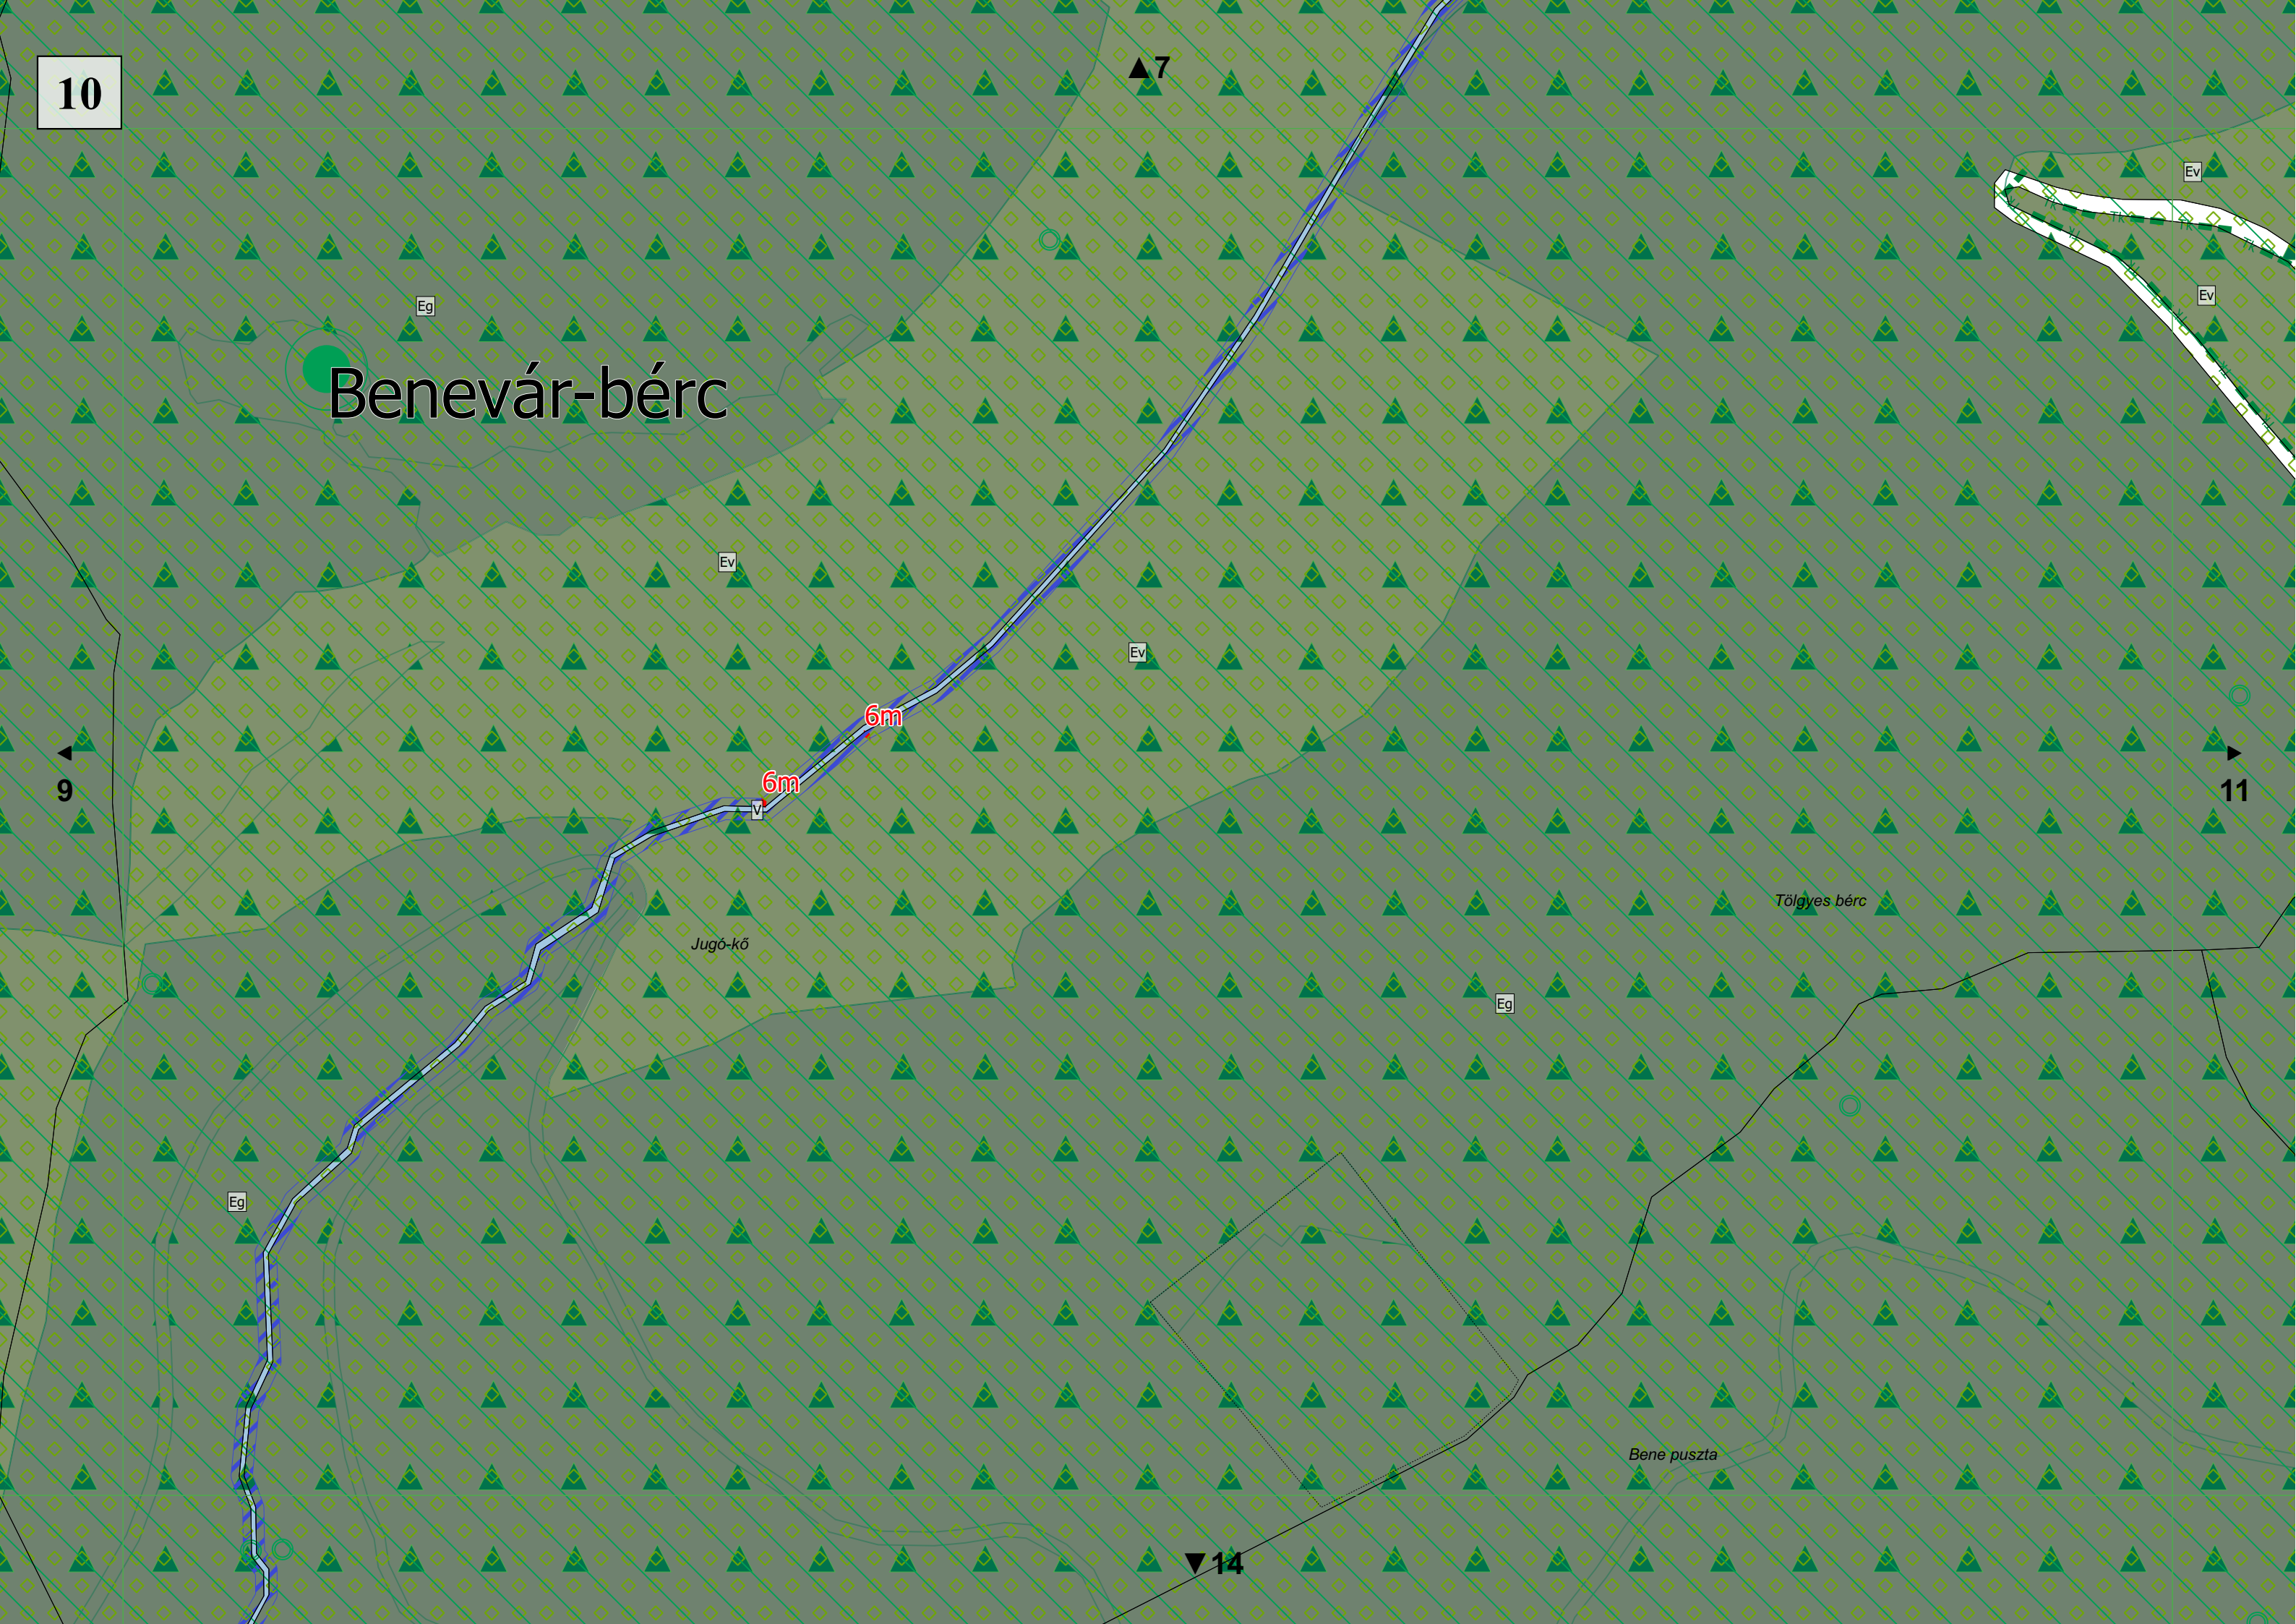 10
7
Ev
Ev
Eg
Benevár-bérc
Ev
Ev
6m
9
11
6m
V
Tölgyes bérc
Jugó-kő
Eg
Eg
Bene puszta
14